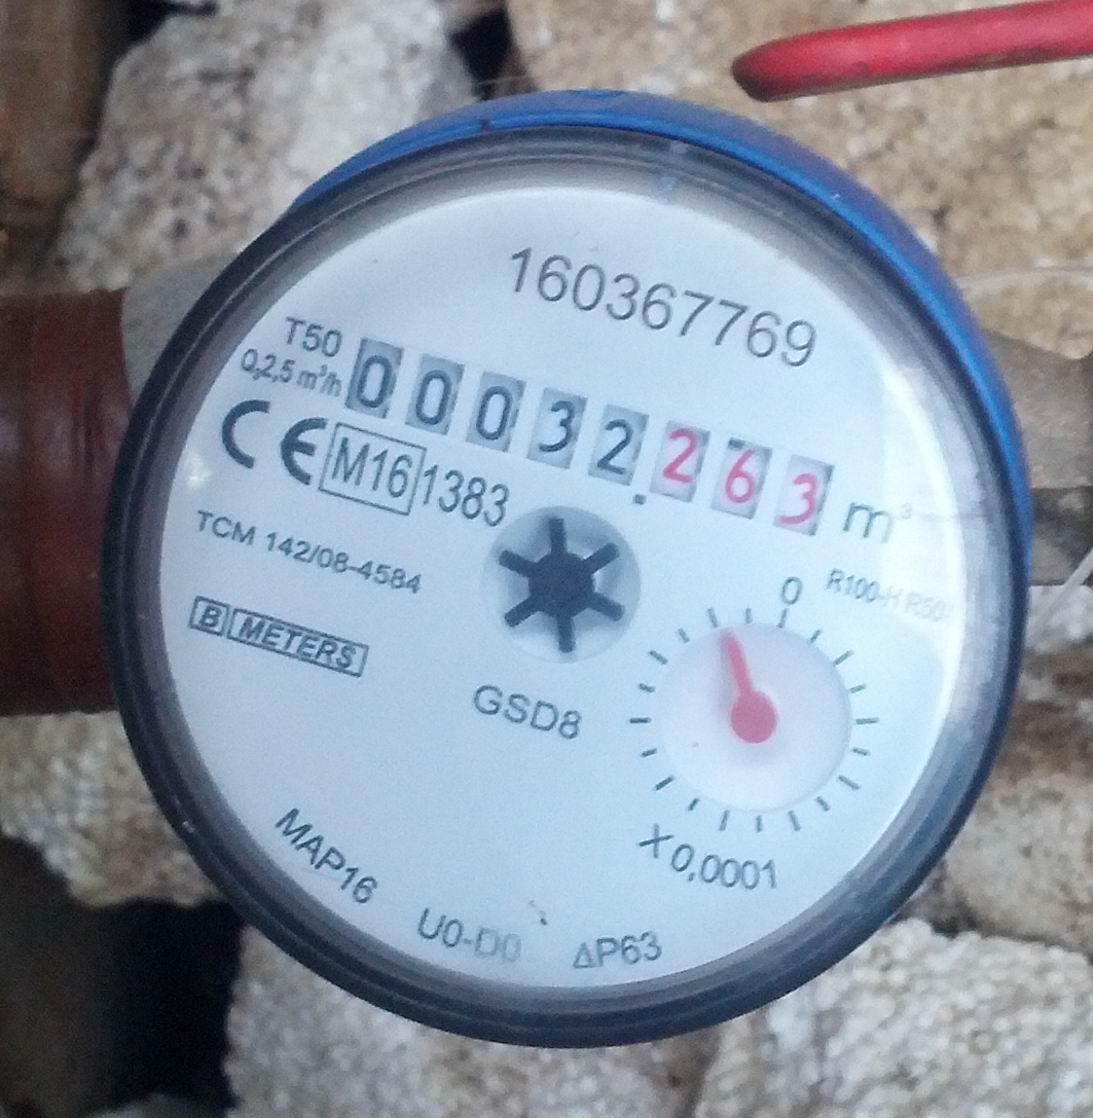 160367769
T50
0,2,5 m³/h
00032.263 m³
CE M16 1383
TCM 142/08-4584
B METERS
GSD8
0
R100-H R50-
X0,0001
MAP16
U0-D0
ΔP63